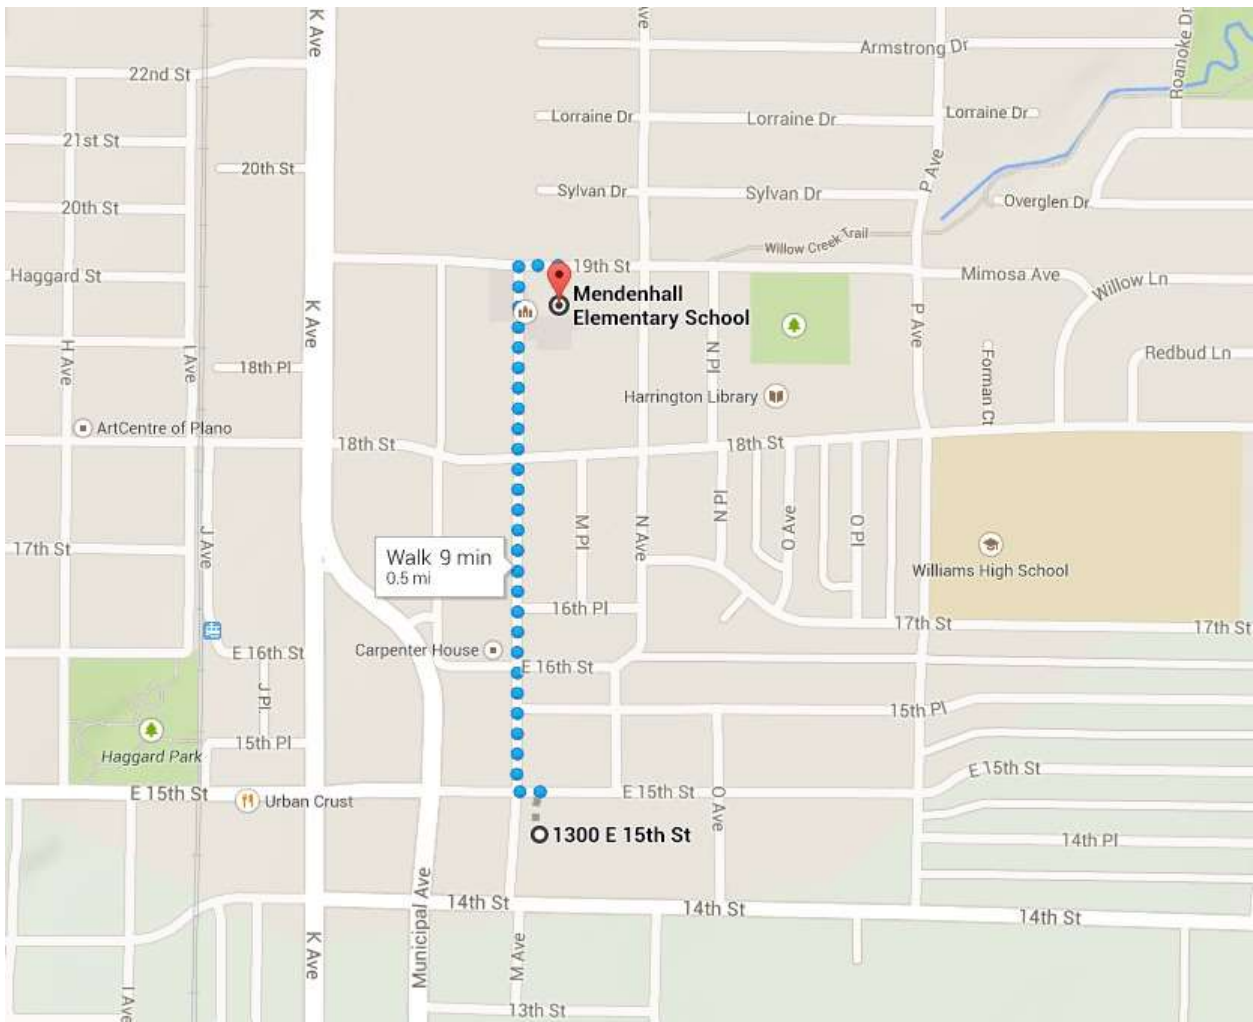 K Ave
N Ave
Armstrong Dr
Roanoke Dr
22nd St
Lorraine Dr
Lorraine Dr
Lorraine Dr
21st St
20th St
P Ave
Sylvan Dr
Sylvan Dr
Overglen Dr
20th St
Willow Creek Trail
Haggard St
19th St
Mimosa Ave
Willow Ln
Mendenhall
Elementary School
K Ave
P Ave
H Ave
I Ave
18th Pl
N Pl
Forman Ct
Redbud Ln
Harrington Library
ArtCentre of Plano
18th St
18th St
N Pl
J Ave
M Pl
N Ave
O Ave
O Pl
17th St
Walk 9 min
0.5 mi
Williams High School
16th Pl
17th St
17th St
Carpenter House
E 16th St
E 16th St
J Pl
15th Pl
15th Pl
Haggard Park
E 15th St
E 15th St
Urban Crust
E 15th St
O Ave
1300 E 15th St
14th Pl
Municipal Ave
14th St
14th St
14th St
K Ave
M Ave
I Ave
13th St